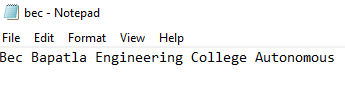 bec - Notepad
File Edit Format View Help
Bec Bapatla Engineering College Autonomous